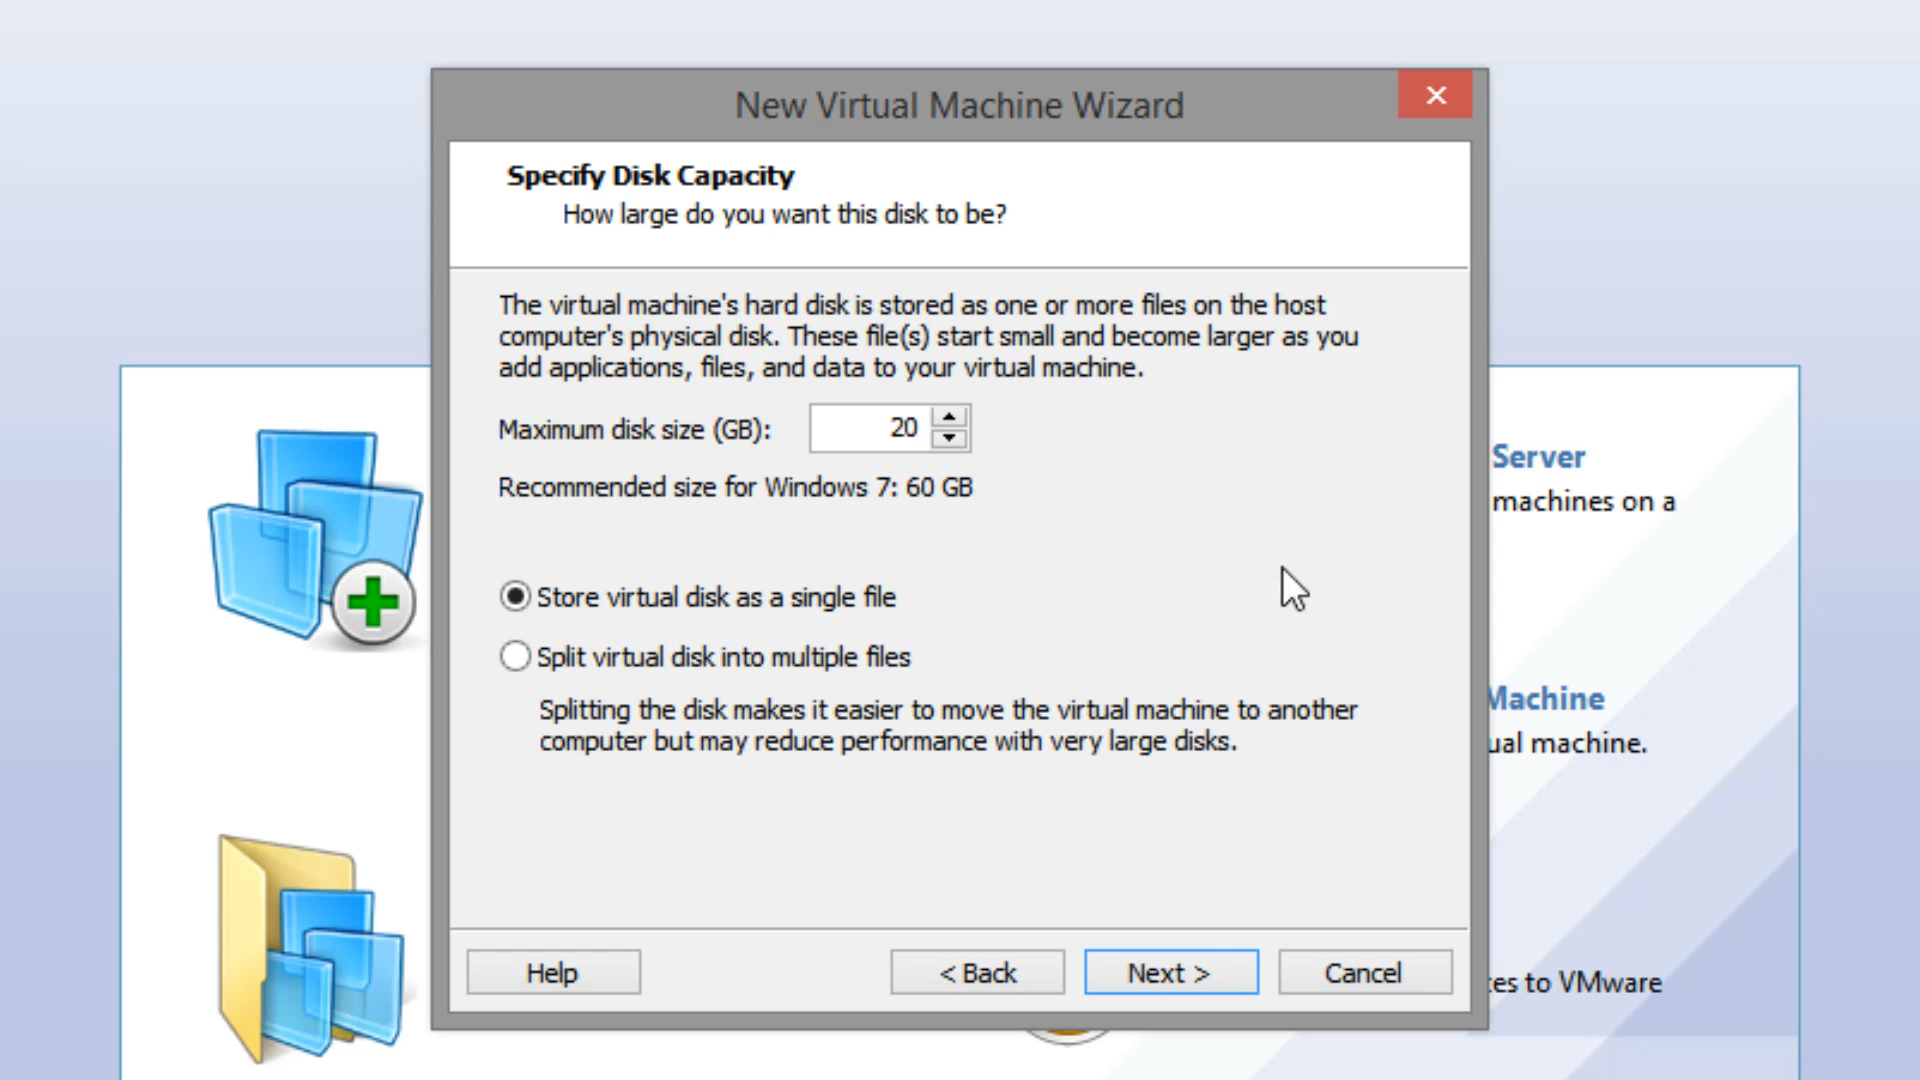 New Virtual Machine Wizard
Specify Disk Capacity
How large do you want this disk to be?
The virtual machine's hard disk is stored as one or more files on the host
computer's physical disk. These file(s) start small and become larger as you
add applications, files, and data to your virtual machine.
Maximum disk size (GB): 20
Recommended size for Windows 7: 60 GB
Store virtual disk as a single file
Split virtual disk into multiple files
Splitting the disk makes it easier to move the virtual machine to another
computer but may reduce performance with very large disks.
Help < Back Next > Cancel
Server
machines on a
Machine
ual machine.
es to VMware